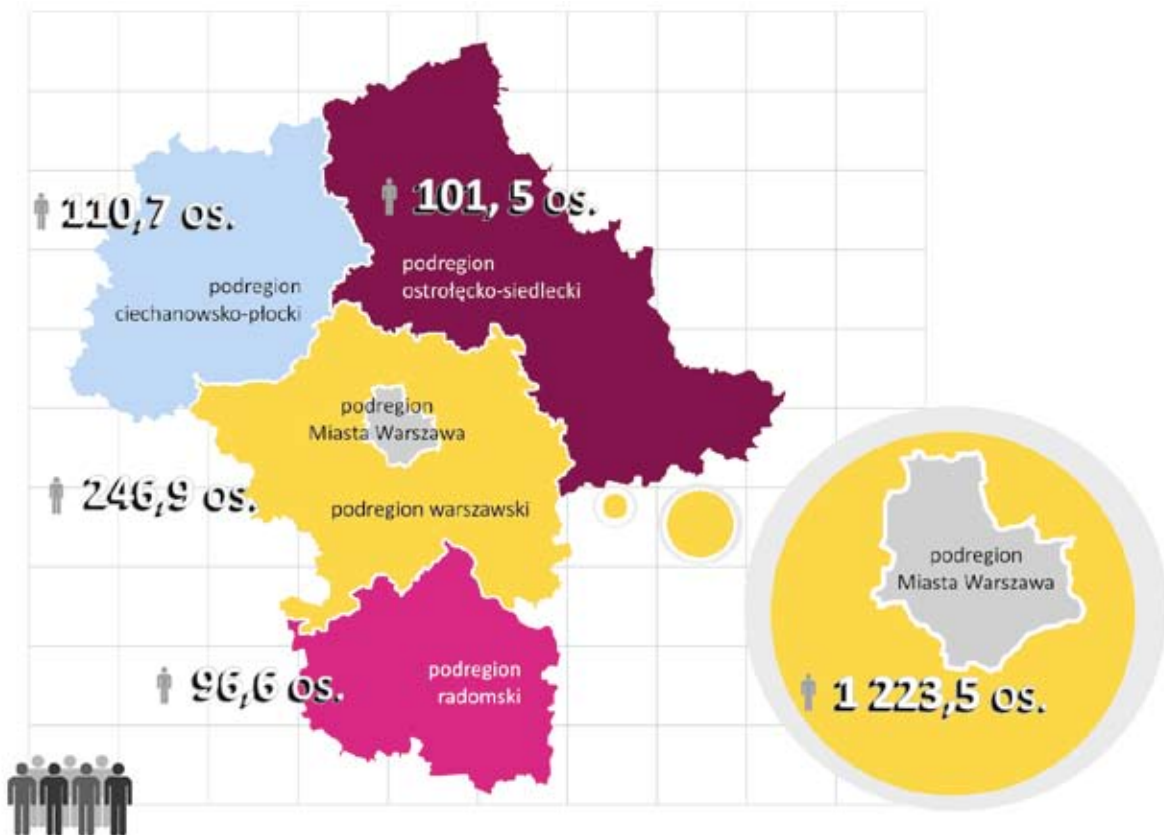 110,7 os.
101, 5 os.
podregion
ciechanowsko-płocki
podregion
ostrołęcko-siedlecki
podregion
Miasta Warszawa
246,9 os.
podregion warszawski
podregion
Miasta Warszawa
1 223,5 os.
96,6 os.
podregion
radomski